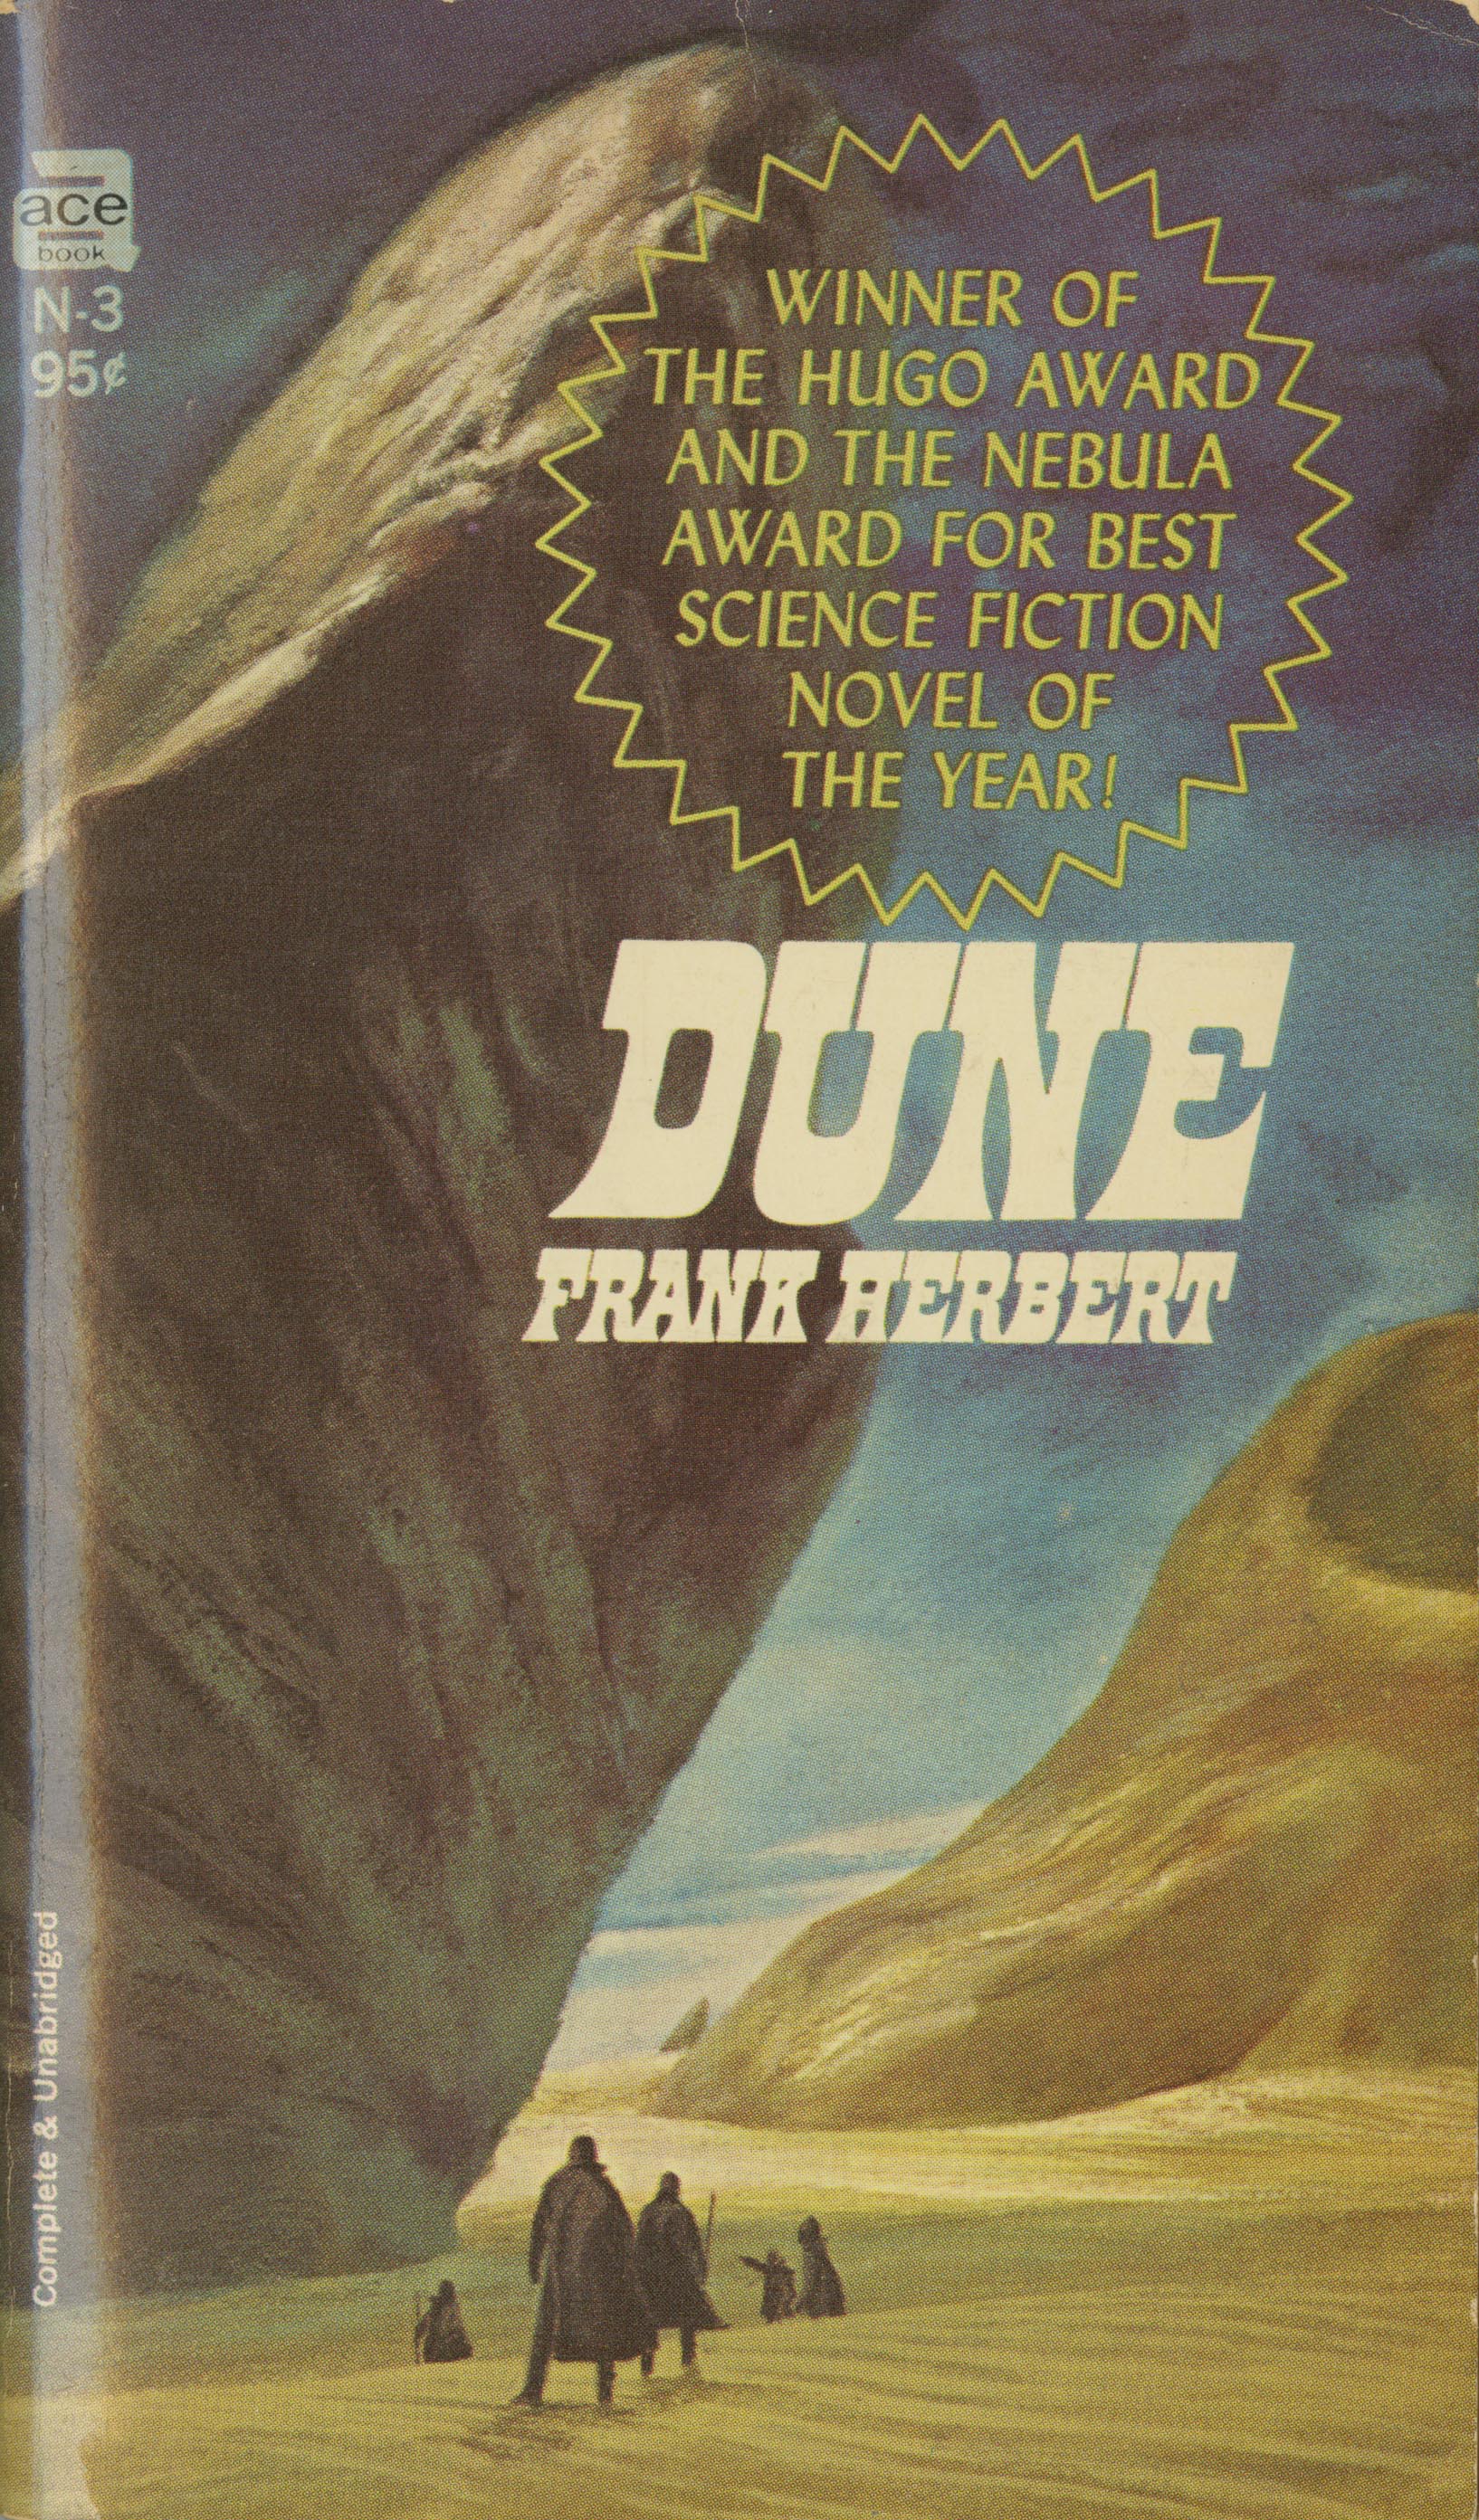 ace
book
N-3
95¢
WINNER OF
THE HUGO AWARD
AND THE NEBULA
AWARD FOR BEST
SCIENCE FICTION
NOVEL OF
THE YEAR!
DUNE
FRANK HERBERT
Complete & Unabridged